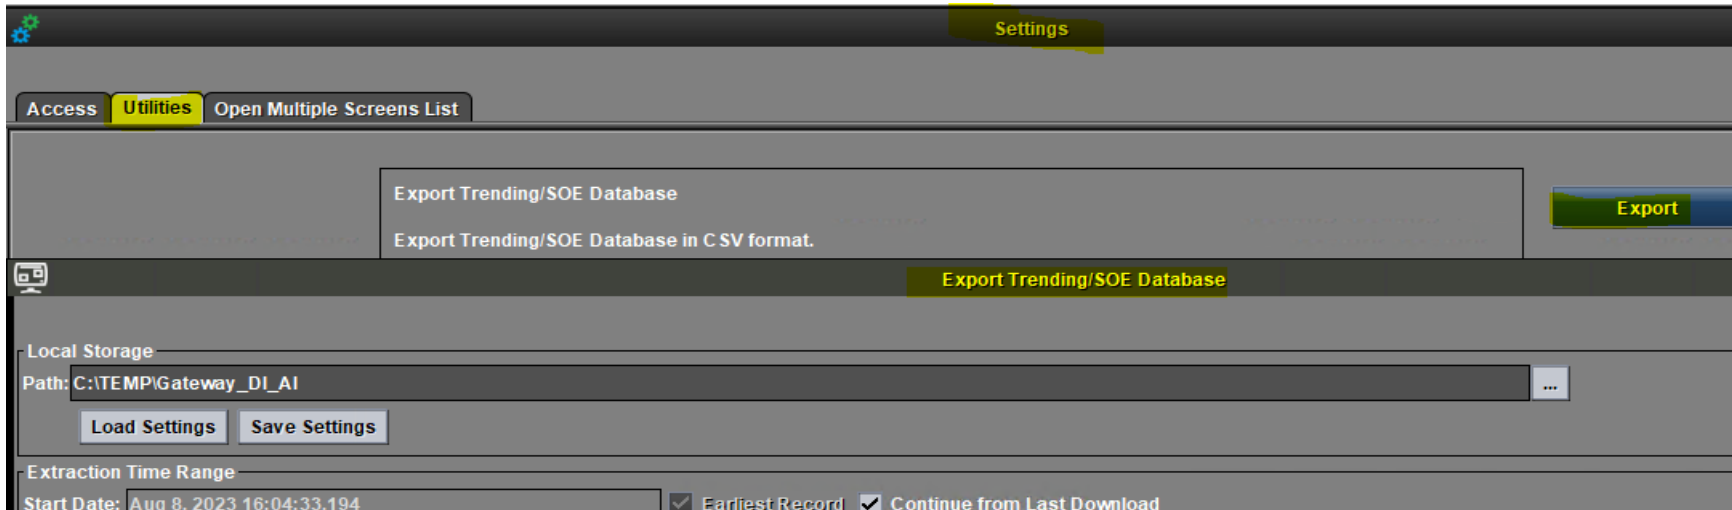 Settings
Access Utilities Open Multiple Screens List
Export Trending/SOE Database
Export
Export Trending/SOE Database in CSV format.
Export Trending/SOE Database
Local Storage
Path: C:\TEMP\Gateway_DI_AI ...
Load Settings Save Settings
Extraction Time Range
Start Date: Aug 8, 2023 16:04:33.194 Earliest Record Continue from Last Download